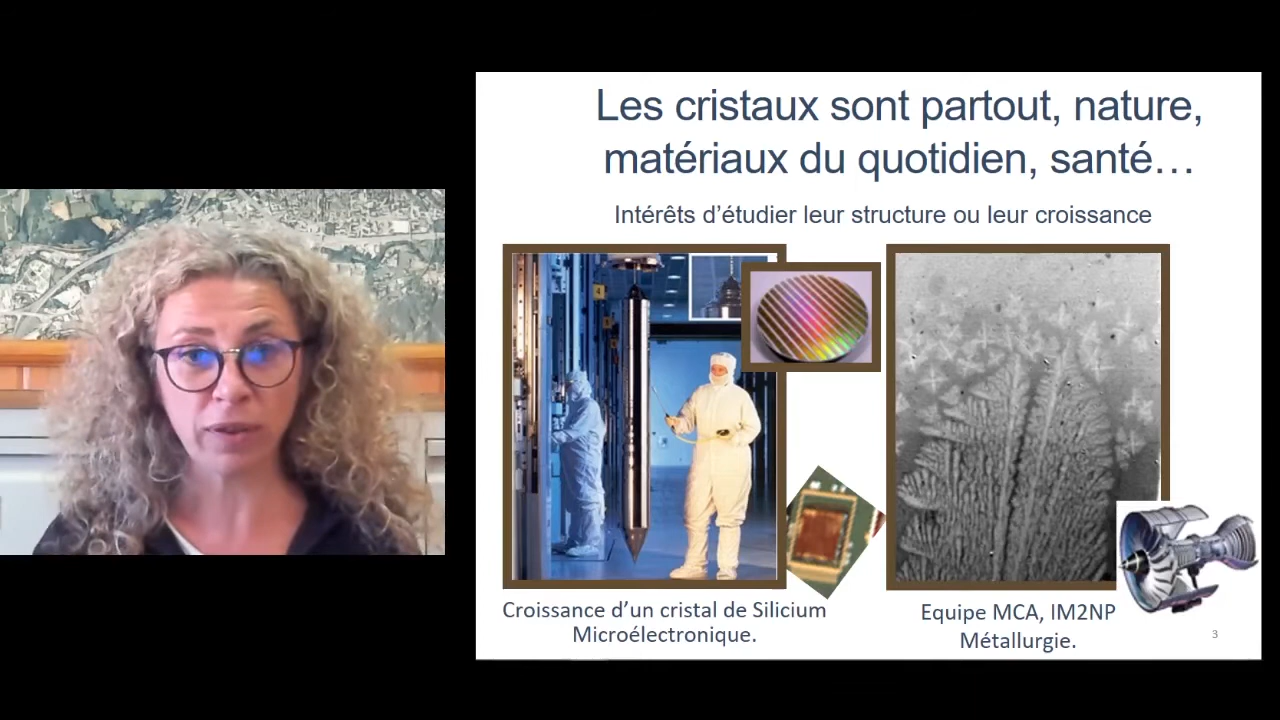 Les cristaux sont partout, nature,
matériaux du quotidien, santé…
Intérêts d’étudier leur structure ou leur croissance
4
Croissance d’un cristal de Silicium
Microélectronique.
Equipe MCA, IM2NP
Métallurgie.
3